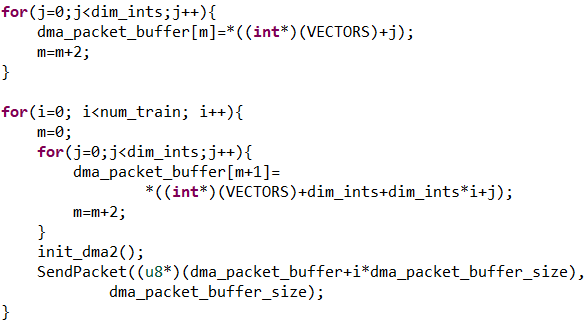 for(j=0;j<dim_ints;j++){
    dma_packet_buffer[m]=*((int*)(VECTORS)+j);
    m=m+2;
}

for(i=0; i<num_train; i++){
    m=0;
    for(j=0;j<dim_ints;j++){
        dma_packet_buffer[m+1]=
                *((int*)(VECTORS)+dim_ints+dim_ints*i+j);
        m=m+2;
    }
    init_dma2();
    SendPacket((u8*)(dma_packet_buffer+i*dma_packet_buffer_size),
            dma_packet_buffer_size);
}